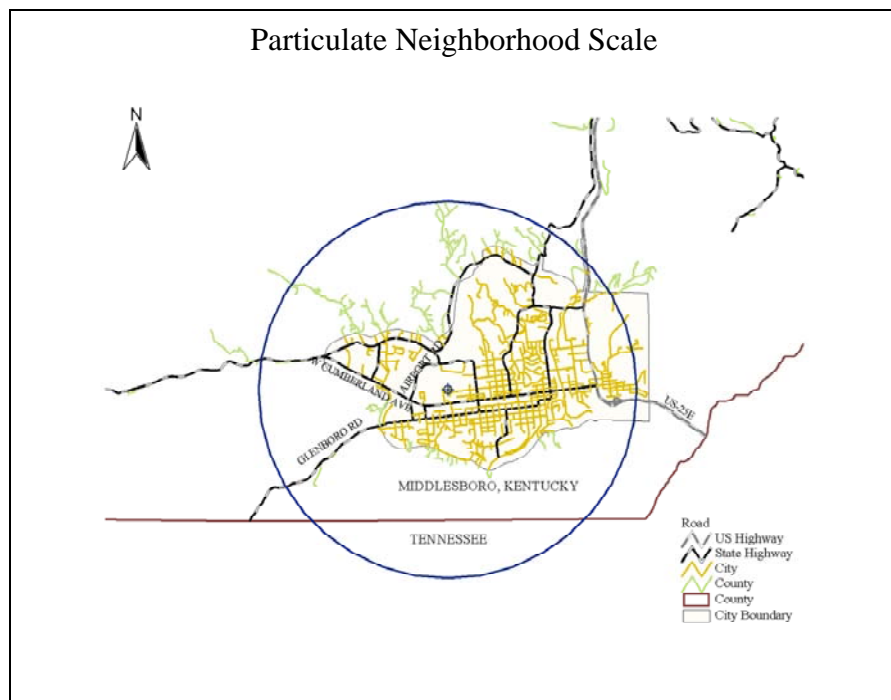 Particulate Neighborhood Scale
N
AIRPORT RD
W CUMBERLAND AVE
US-25E
GLENBORO RD
MIDDLESBORO, KENTUCKY
TENNESSEE
Road
US Highway
State Highway
City
County
County
City Boundary